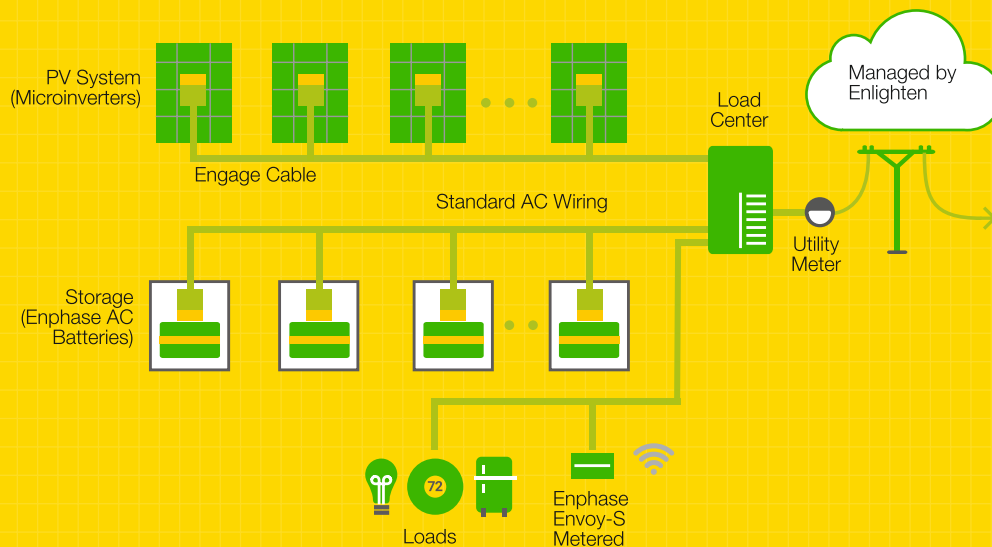 PV System
(Microinverters)
Engage Cable
Standard AC Wiring
Load
Center
Managed by
Enlighten
Utility
Meter
Storage
(Enphase AC
Batteries)
72
Loads
Enphase
Envoy-S
Metered